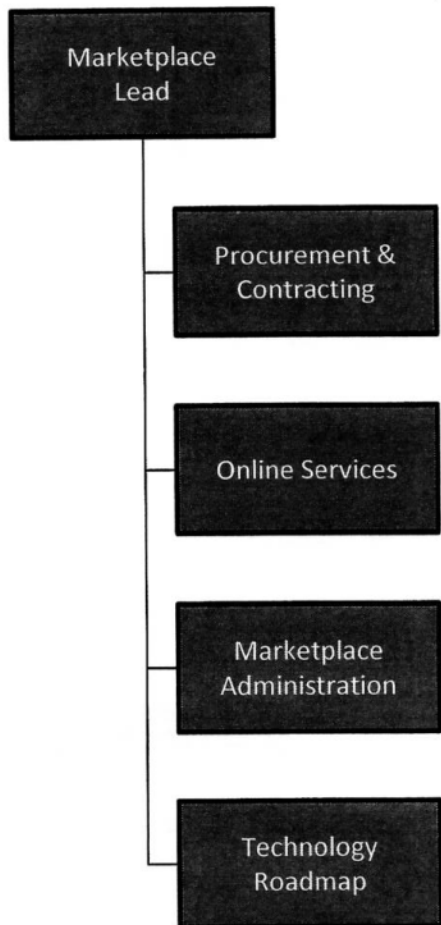 Marketplace
Lead
Procurement &
Contracting
Online Services
Marketplace
Administration
Technology
Roadmap